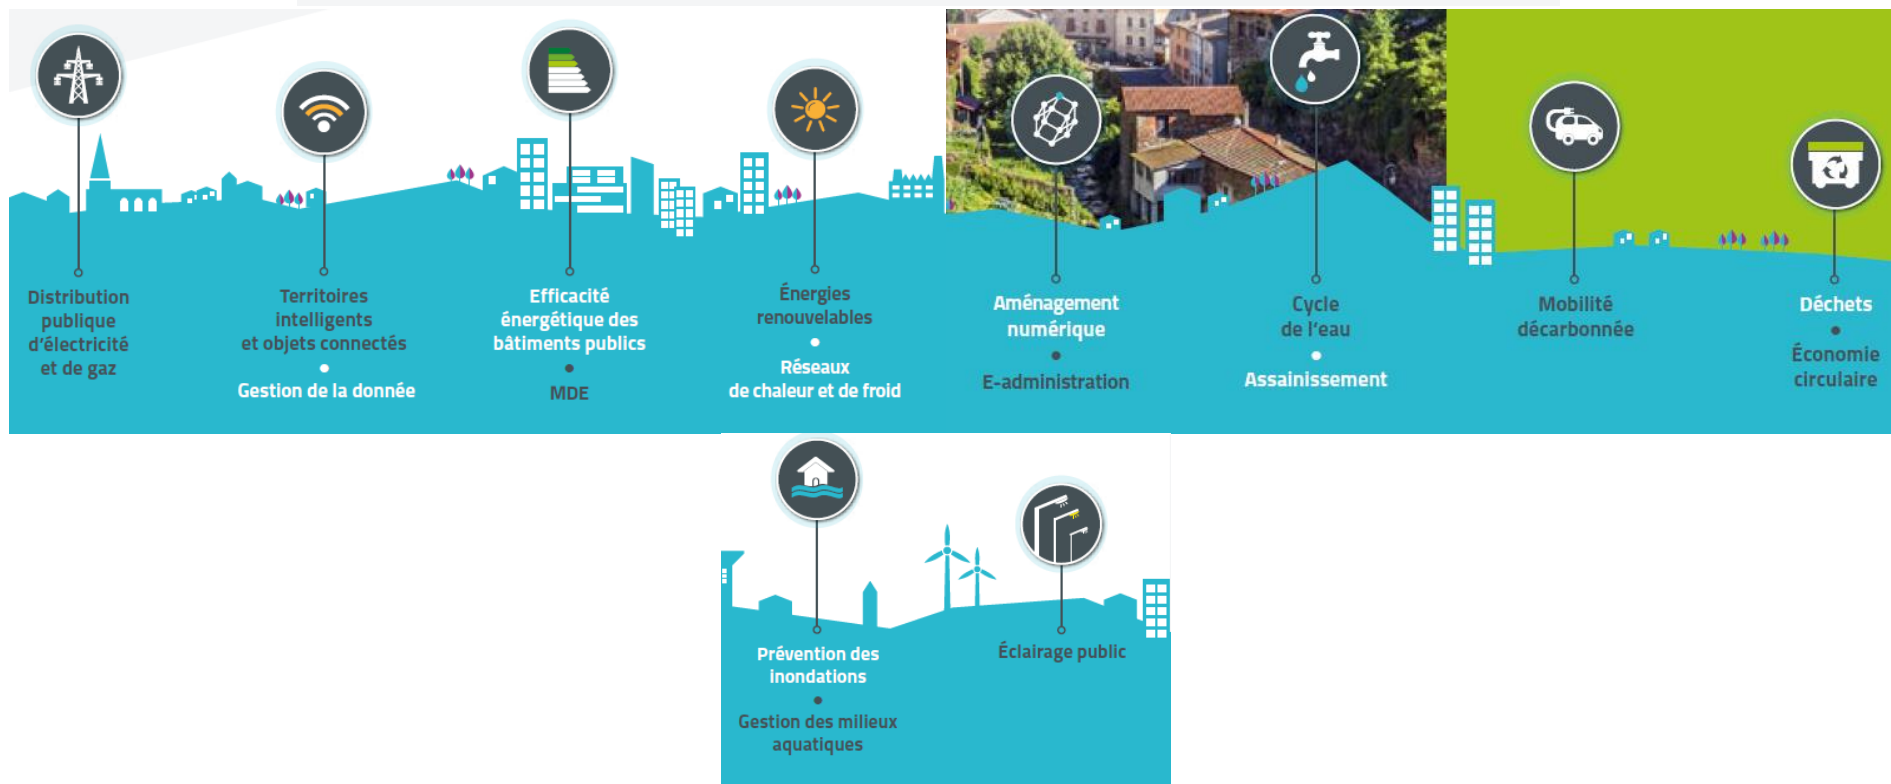 Distribution
publique
d'électricité
et de gaz
Territoires
intelligents
et objets connectés
Gestion de la donnée
Efficacité
énergétique des
bâtiments publics
MDE
Énergies
renouvelables
Réseaux
de chaleur et de froid
Aménagement
numérique
E-administration
Cycle
de l'eau
Assainissement
Mobilité
décarbonnée
Déchets
Économie
circulaire
Prévention des
inondations
Gestion des milieux
aquatiques
Éclairage public